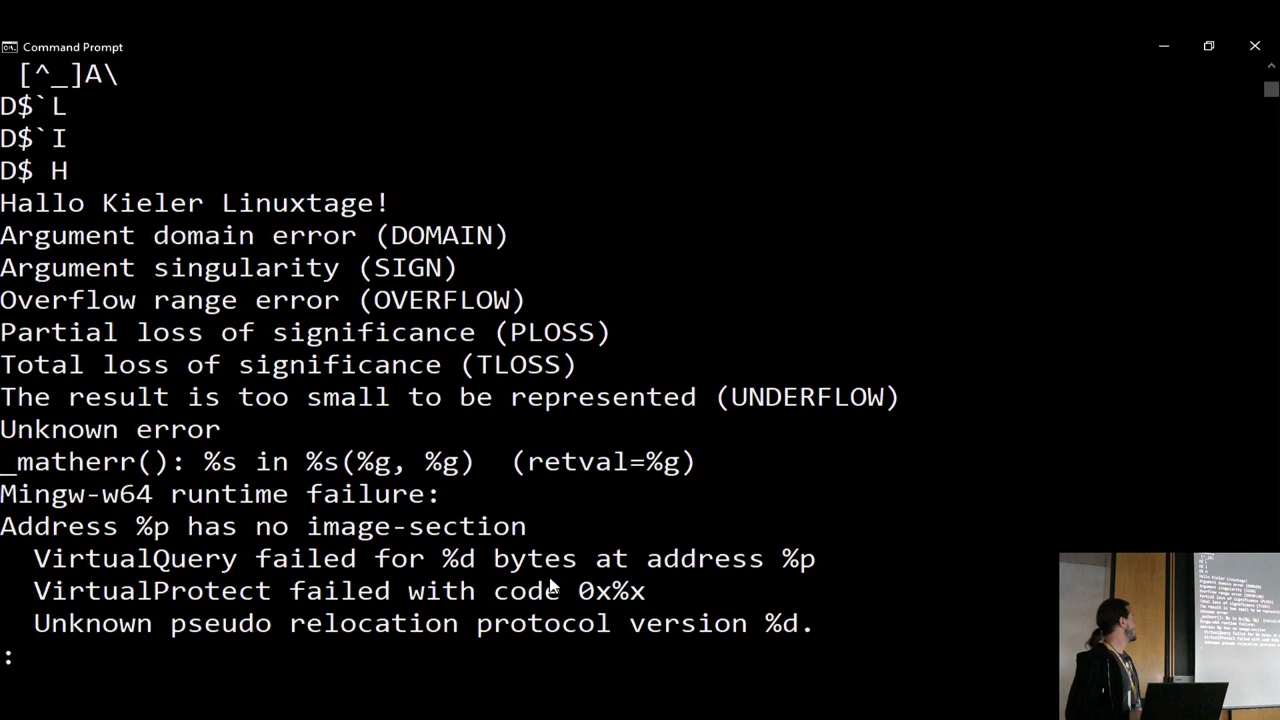 Command Prompt
[^_]A\
D$`L
D$`I
D$ H
Hallo Kieler Linuxtage!
Argument domain error (DOMAIN)
Argument singularity (SIGN)
Overflow range error (OVERFLOW)
Partial loss of significance (PLOSS)
Total loss of significance (TLOSS)
The result is too small to be represented (UNDERFLOW)
Unknown error
_matherr(): %s in %s(%g, %g)  (retval=%g)
Mingw-w64 runtime failure:
Address %p has no image-section
  VirtualQuery failed for %d bytes at address %p
  VirtualProtect failed with code 0x%x
  Unknown pseudo relocation protocol version %d.
: